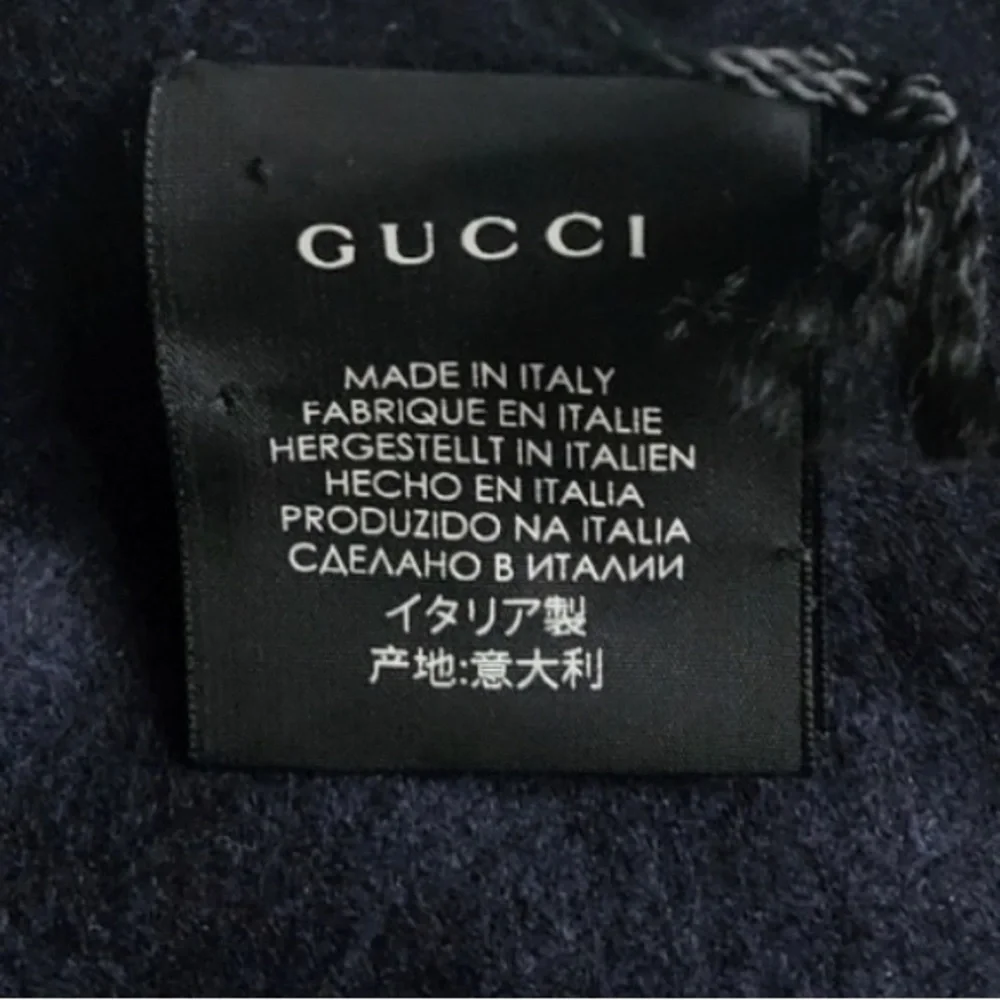 GUCCI
MADE IN ITALY
FABRIQUE EN ITALIE
HERGESTELLT IN ITALIEN
HECHO EN ITALIA
PRODUZIDO NA ITALIA
СДЕЛАНО В ИТАЛИИ
イタリア製
产地:意大利